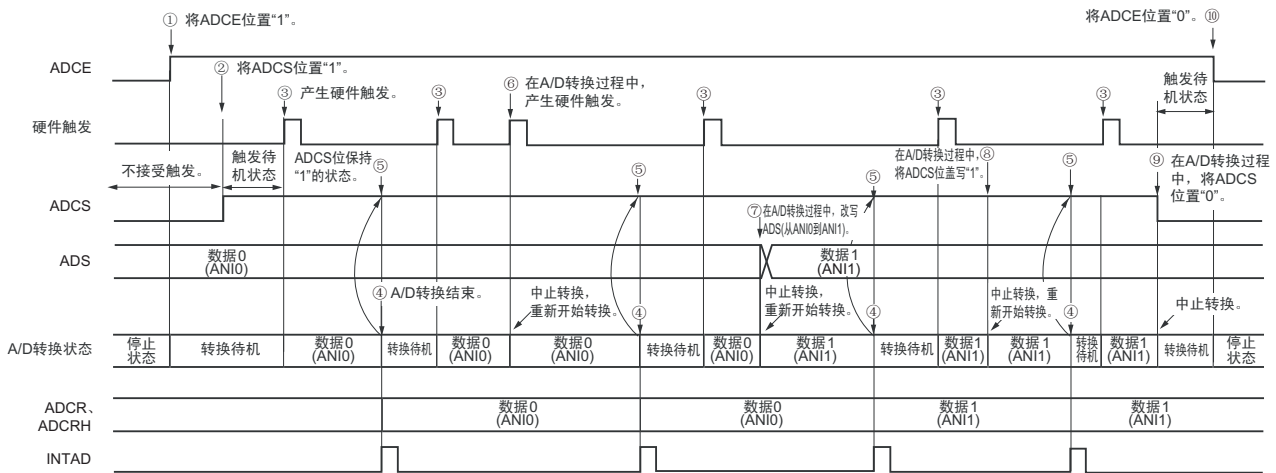 ① 将ADCE位置“1”。
将ADCE位置“0”。⑩
ADCE
② 将ADCS位置“1”。
③ 产生硬件触发。
③
⑥ 在A/D转换过程中，
产生硬件触发。
③
③
③
触发待
机状态
硬件触发
不接受触发。
触发待
机状态
ADCS位保持
“1”的状态。
⑤
⑤
⑤
在A/D转换过程中，
将ADCS位盖写“1”。
⑧
⑤
⑨ 在A/D转换过程
中，将ADCS
位置“0”。
ADCS
⑦在A/D转换过程中，改写
ADS(从ANI0到ANI1)。
ADS
数据0
(ANI0)
数据1
(ANI1)
④ A/D转换结束。
中止转换，
重新开始转换。
④
中止转换，
重新开始转换。
④
中止转换，重
新开始转换。
④
中止转换。
A/D转换状态
停止
状态
转换待机
数据0
(ANI0)
转换待机
数据0
(ANI0)
数据0
(ANI0)
转换待机
数据0
(ANI0)
数据1
(ANI1)
转换待机
数据1
(ANI1)
数据1
(ANI1)
转换
待机
数据1
(ANI1)
转换待机
停止
状态
ADCR、
ADCRH
数据0
(ANI0)
数据0
(ANI0)
数据1
(ANI1)
数据1
(ANI1)
INTAD